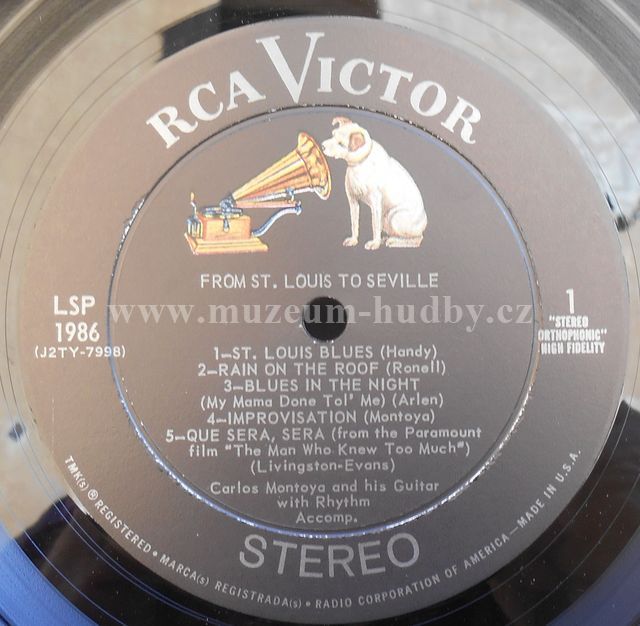 RCA VICTOR
FROM ST. LOUIS TO SEVILLE
LSP
1986
(J2TY-7998)
1
"STEREO
ORTHOPHONIC"
HIGH FIDELITY
www.muzeum-hudby.cz
1–ST. LOUIS BLUES (Handy)
2–RAIN ON THE ROOF (Ronell)
3–BLUES IN THE NIGHT
(My Mama Done Tol' Me) (Arlen)
4–IMPROVISATION (Montoya)
5–QUE SERA, SERA (from the Paramount
film "The Man Who Knew Too Much")
(Livingston-Evans)
Carlos Montoya and his Guitar
with Rhythm
Accomp.
STEREO
TMK(s) ® REGISTERED • MARCA(s) REGISTRADA(s) • RADIO CORPORATION OF AMERICA—MADE IN U.S.A.